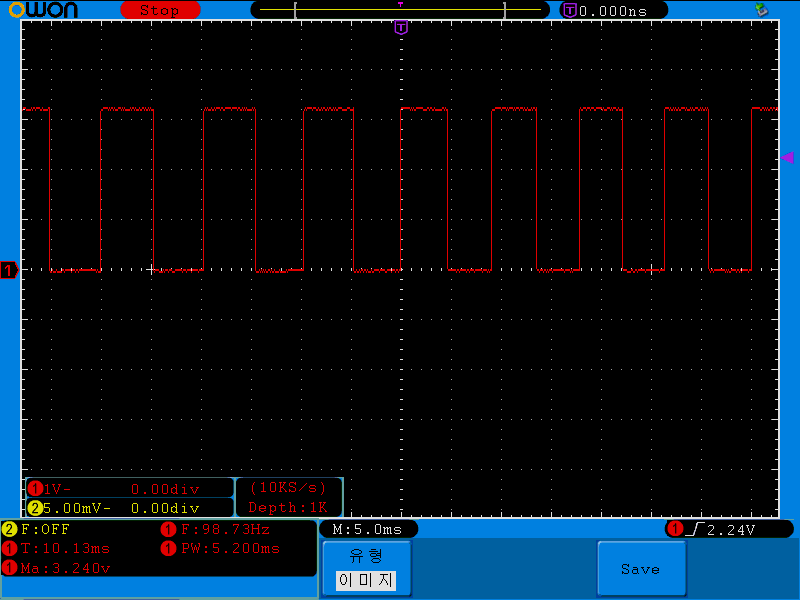 OWON Stop T T 0.000ns
T
1
1 1V- 0.00div (10KS/s)
2 5.00mV- 0.00div Depth:1K
2 F:OFF 1 F:98.73Hz M:5.0ms 1 2.24V
1 T:10.13ms 1 PW:5.200ms 유형
1 Ma:3.240v 이미지 Save